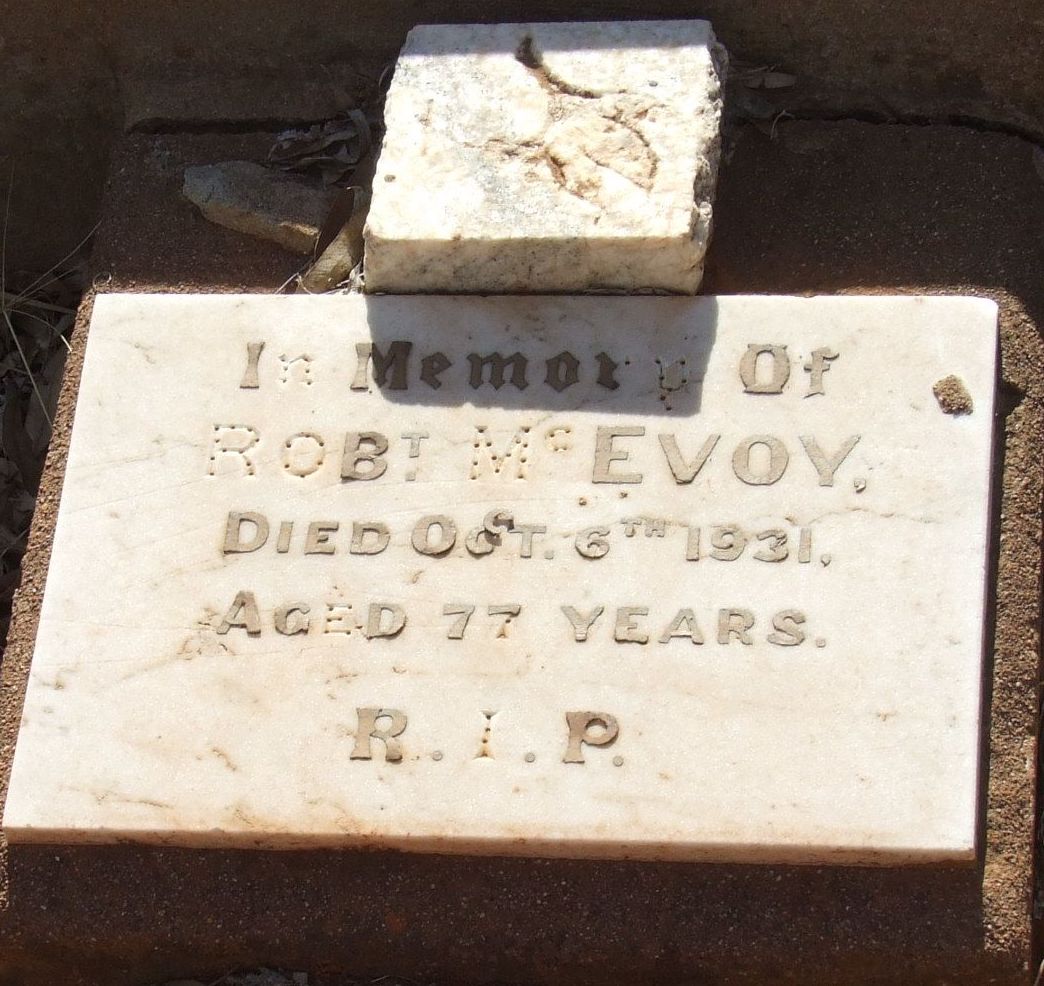 In Memory Of
ROBT McEVOY,
DIED OCT. 6TH 1931,
AGED 77 YEARS.
R.I.P.